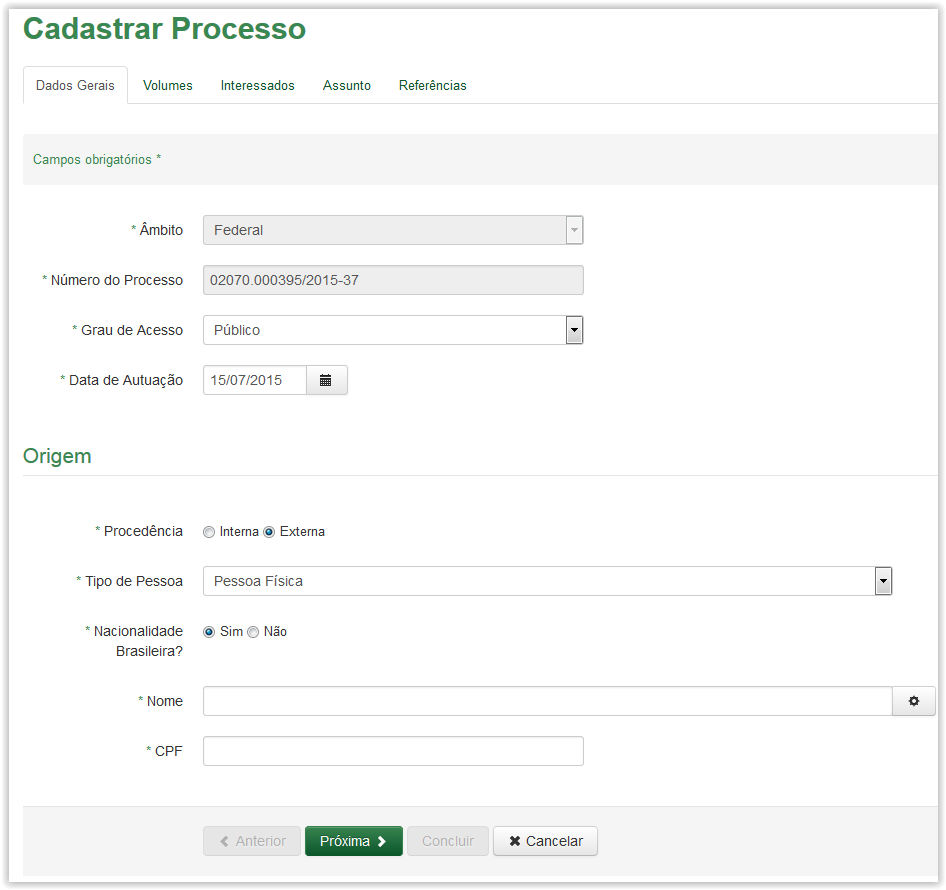 Cadastrar Processo
Dados Gerais Volumes Interessados Assunto Referências
Campos obrigatórios *
* Âmbito Federal
* Número do Processo 02070.000395/2015-37
* Grau de Acesso Público
* Data de Autuação 15/07/2015
Origem
* Procedência Interna Externa
* Tipo de Pessoa Pessoa Física
* Nacionalidade Sim Não
Brasileira?
* Nome
* CPF
Anterior Próxima Concluir Cancelar